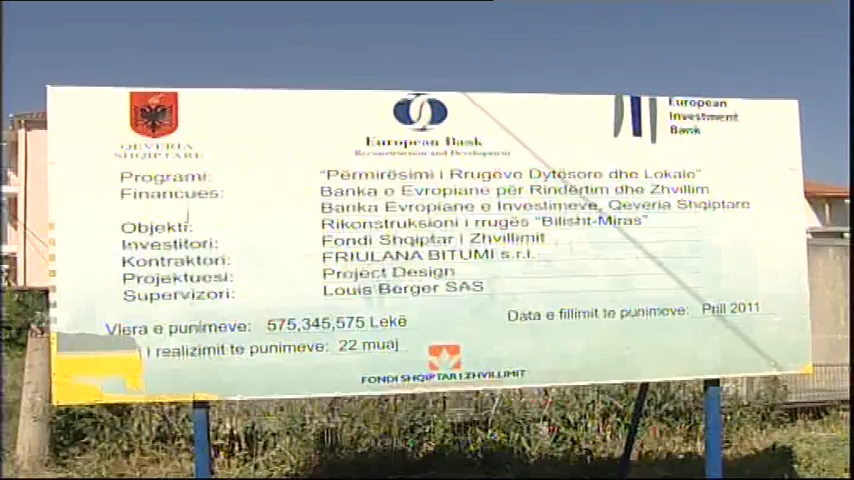 QEVERIA
SHQIPTARE
European Bank
Reconstruction and Development
European
Investment
Bank
Programi: "Përmirësimi i Rrugëve Dytësore dhe Lokale"
Financues: Banka e Evropiane për Rindërtim dhe Zhvillim
Banka Evropiane e Investimeve, Qeveria Shqiptare
Objekti: Rikonstruksioni i rrugës "Bilisht-Miras"
Investitori: Fondi Shqiptar i Zhvillimit
Kontraktori: FRIULANA BITUMI s.r.l.
Projektuesi: Project Design
Supervizori: Louis Berger SAS
Vlera e punimeve: 575,345,575 Lekë Data e fillimit te punimeve: Prill 2011
i realizimit te punimeve: 22 muaj
FONDI SHQIPTAR I ZHVILLIMIT